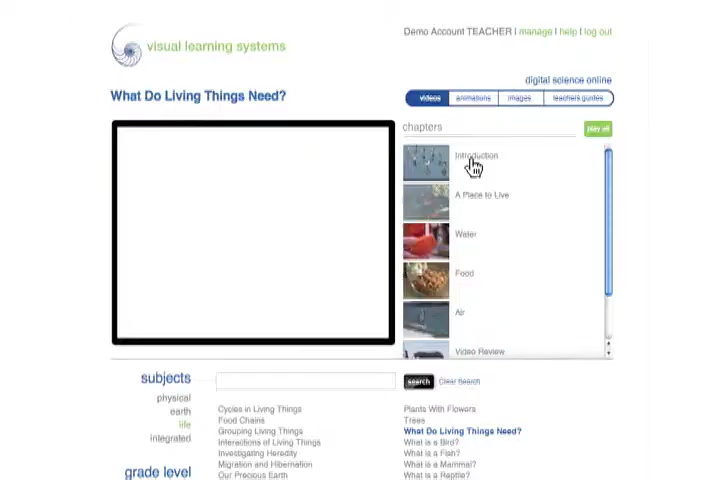 Demo Account TEACHER | manage | help | log out
visual learning systems
digital science online
What Do Living Things Need?
videos animations images teachers guides
chapters play all
Introduction
A Place to Live
Water
Food
Air
Video Review
subjects
search Clear Search
physical
earth
life
integrated
grade level
Cycles in Living Things
Food Chains
Grouping Living Things
Interactions of Living Things
Investigating Heredity
Migration and Hibernation
Our Precious Earth
Plants With Flowers
Trees
What Do Living Things Need?
What is a Bird?
What is a Fish?
What is a Mammal?
What is a Reptile?